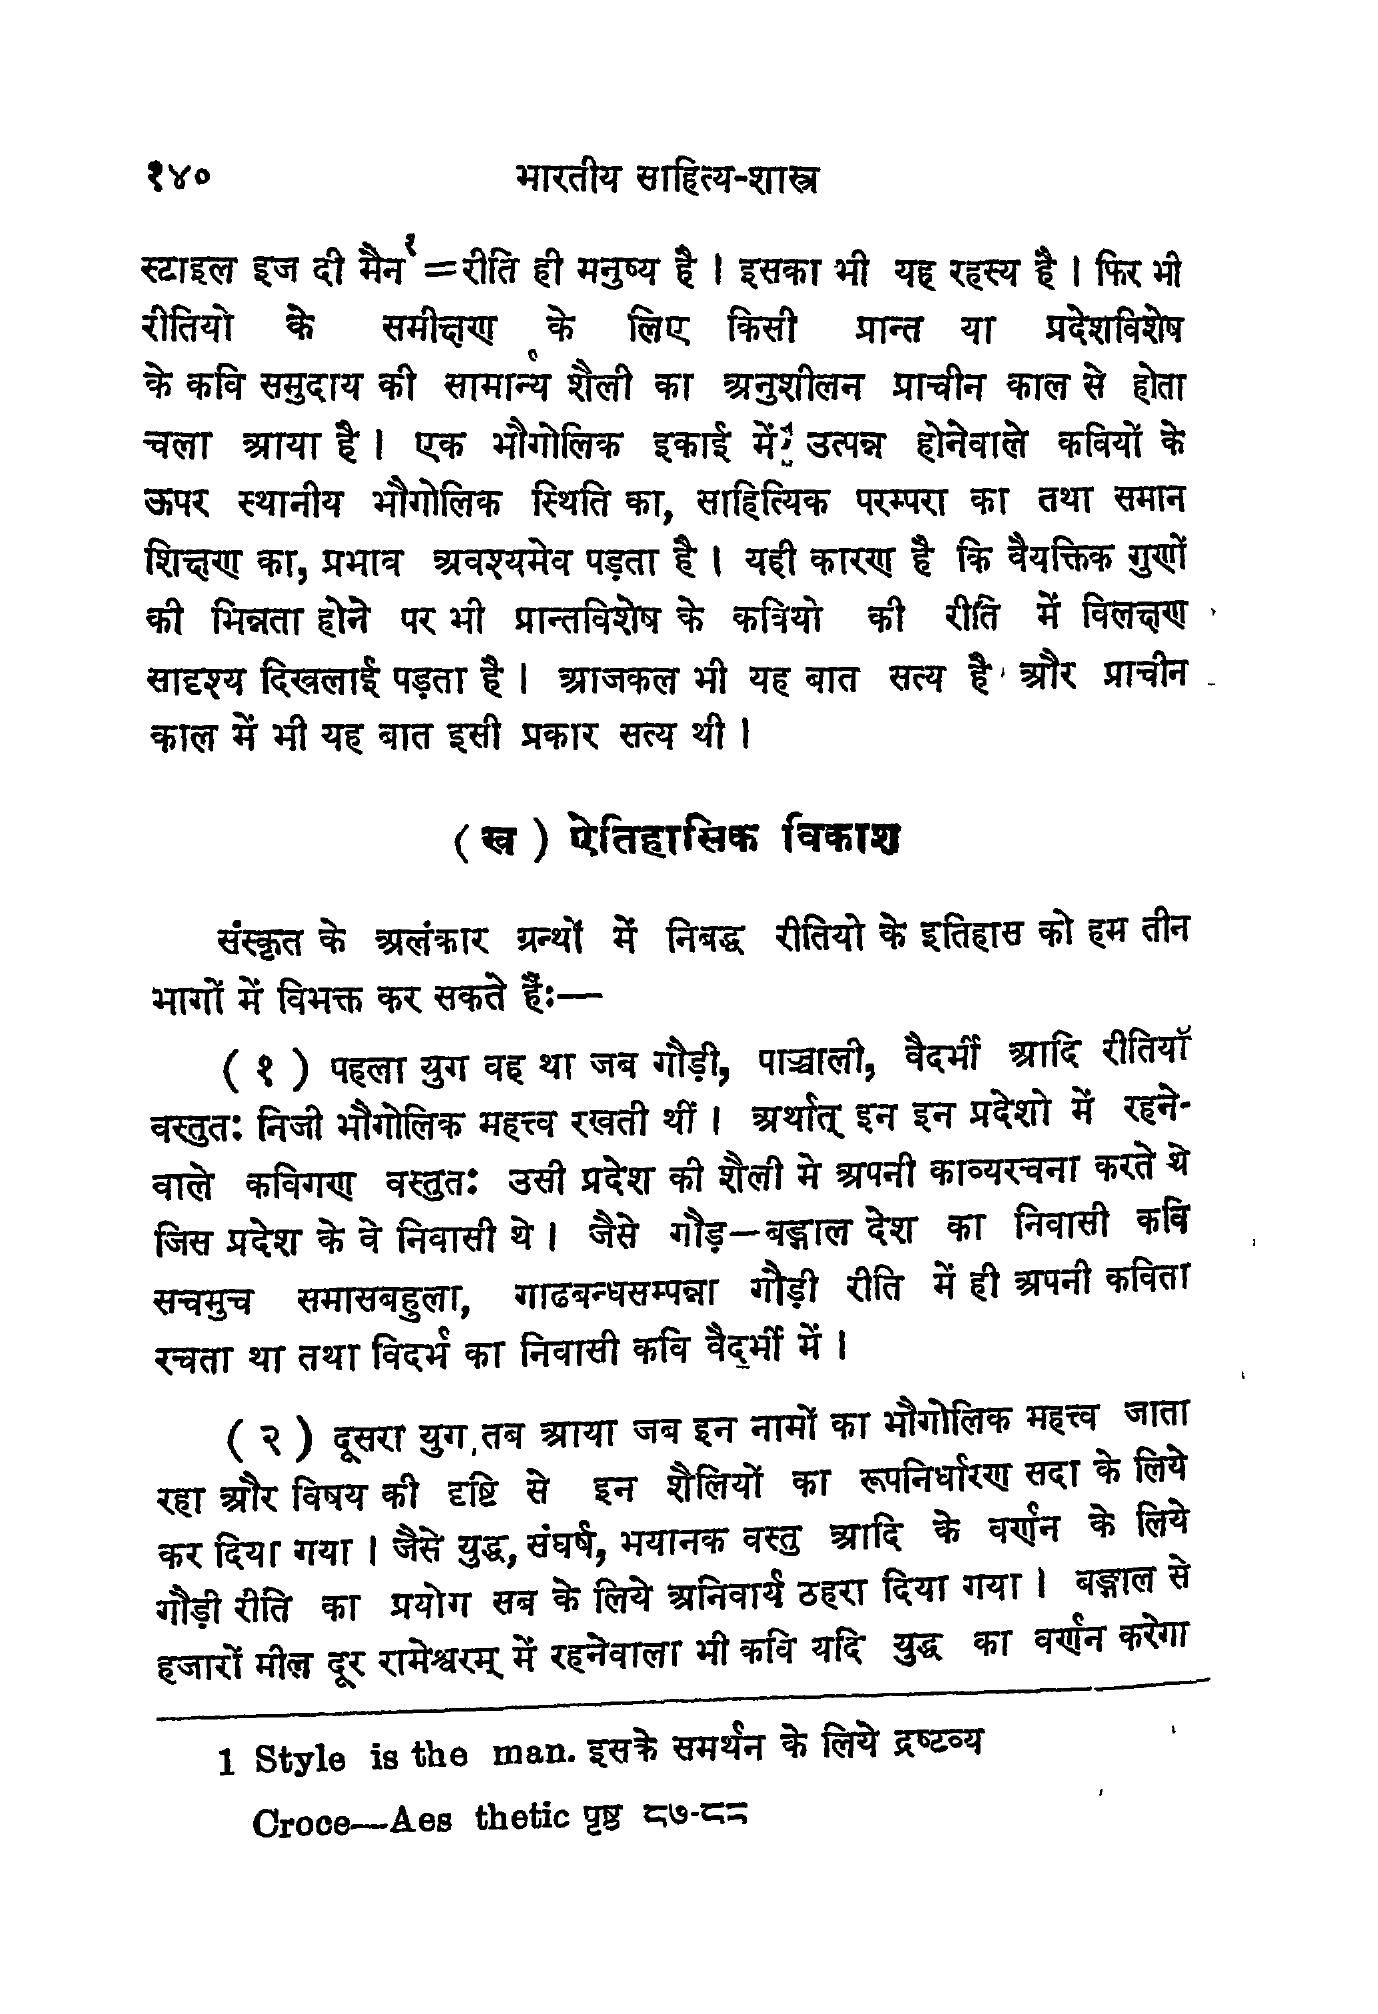 १४० भारतीय साहित्य-शास्त्र
स्टाइल इज दी मैन१=रीति ही मनुष्य है । इसका भी यह रहस्य है । फिर भी
रीतियो के समीक्षण के लिए किसी प्रान्त या प्रदेशविशेष
के कवि समुदाय की सामान्य शैली का अनुशीलन प्राचीन काल से होता
चला आया है । एक भौगोलिक इकाई में उत्पन्न होनेवाले कवियों के
ऊपर स्थानीय भौगोलिक स्थिति का, साहित्यिक परम्परा का तथा समान
शिक्षण का, प्रभाव अवश्यमेव पड़ता है । यही कारण है कि वैयक्तिक गुणों
की भिन्नता होने पर भी प्रान्तविशेष के कवियो की रीति में विलक्षण
सादृश्य दिखलाई पड़ता है । आजकल भी यह बात सत्य है और प्राचीन
काल में भी यह बात इसी प्रकार सत्य थी ।
( ख ) ऐतिहासिक विकाश
संस्कृत के अलंकार ग्रन्थों में निबद्ध रीतियो के इतिहास को हम तीन
भागों में विभक्त कर सकते हैं:—
( १ ) पहला युग वह था जब गौड़ी, पाञ्चाली, वैदर्भी आदि रीतियाँ
वस्तुतः निजी भौगोलिक महत्त्व रखती थीं । अर्थात् इन इन प्रदेशो में रहने-
वाले कविगण वस्तुतः उसी प्रदेश की शैली मे अपनी काव्यरचना करते थे
जिस प्रदेश के वे निवासी थे । जैसे गौड़—बङ्गाल देश का निवासी कवि
सचमुच समासबहुला, गाढबन्धसम्पन्ना गौड़ी रीति में ही अपनी कविता
रचता था तथा विदर्भ का निवासी कवि वैदर्भी में ।
( २ ) दूसरा युग तब आया जब इन नामों का भौगोलिक महत्त्व जाता
रहा और विषय की दृष्टि से इन शैलियों का रूपनिर्धारण सदा के लिये
कर दिया गया । जैसे युद्ध, संघर्ष, भयानक वस्तु आदि के वर्णन के लिये
गौड़ी रीति का प्रयोग सब के लिये अनिवार्य ठहरा दिया गया । बङ्गाल से
हजारों मील दूर रामेश्वरम् में रहनेवाला भी कवि यदि युद्ध का वर्णन करेगा
1 Style is the man. इसके समर्थन के लिये द्रष्टव्य
Croce—Aes thetic पृष्ठ ८७-८८